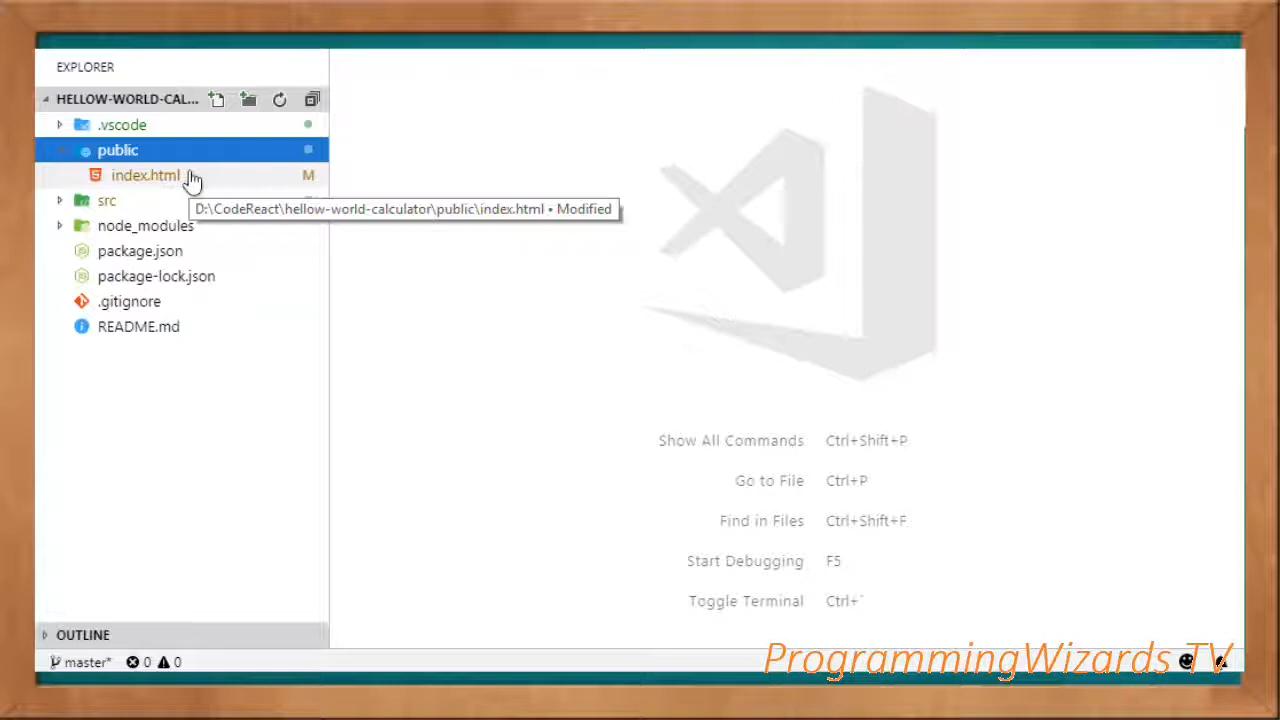 EXPLORER
HELLOW-WORLD-CAL...
.vscode
public
index.html M
D:\CodeReact\hellow-world-calculator\public\index.html • Modified
src
node_modules
package.json
package-lock.json
.gitignore
README.md
Show All Commands Ctrl+Shift+P
Go to File Ctrl+P
Find in Files Ctrl+Shift+F
Start Debugging F5
Toggle Terminal Ctrl+`
OUTLINE
master* 0 0
ProgrammingWizards TV